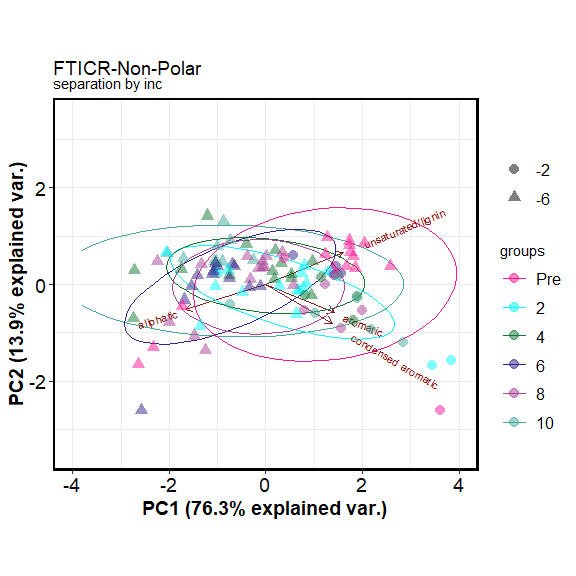 FTICR-Non-Polar
separation by inc
PC2 (13.9% explained var.)
2
0
-2
-4
-2
0
2
4
PC1 (76.3% explained var.)
unsaturated/lignin
aliphatic
aromatic
condensed aromatic
-2
-6
groups
Pre
2
4
6
8
10